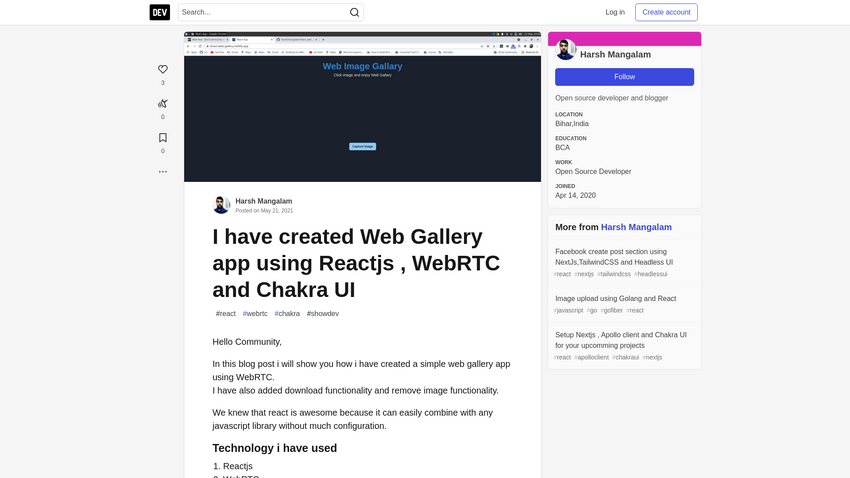 DEV
Search...
Log in
Create account
Web Image Gallary
Click image and enjoy Web Gallary
Capture Image
3
0
0
Harsh Mangalam
Posted on May 21, 2021
I have created Web Gallery
app using Reactjs , WebRTC
and Chakra UI
#react #webrtc #chakra #showdev
Hello Community,
In this blog post i will show you how i have created a simple web gallery app
using WebRTC.
I have also added download functionality and remove image functionality.
We knew that react is awesome because it can easily combine with any
javascript library without much configuration.
Technology i have used
1. Reactjs
2. WebRTC
Harsh Mangalam
Follow
Open source developer and blogger
LOCATION
Bihar,India
EDUCATION
BCA
WORK
Open Source Developer
JOINED
Apr 14, 2020
More from Harsh Mangalam
Facebook create post section using
NextJs,TailwindCSS and Headless UI
#react #nextjs #tailwindcss #headlessui
Image upload using Golang and React
#javascript #go #gofiber #react
Setup Nextjs , Apollo client and Chakra UI
for your upcomming projects
#react #apolloclient #chakraui #nextjs